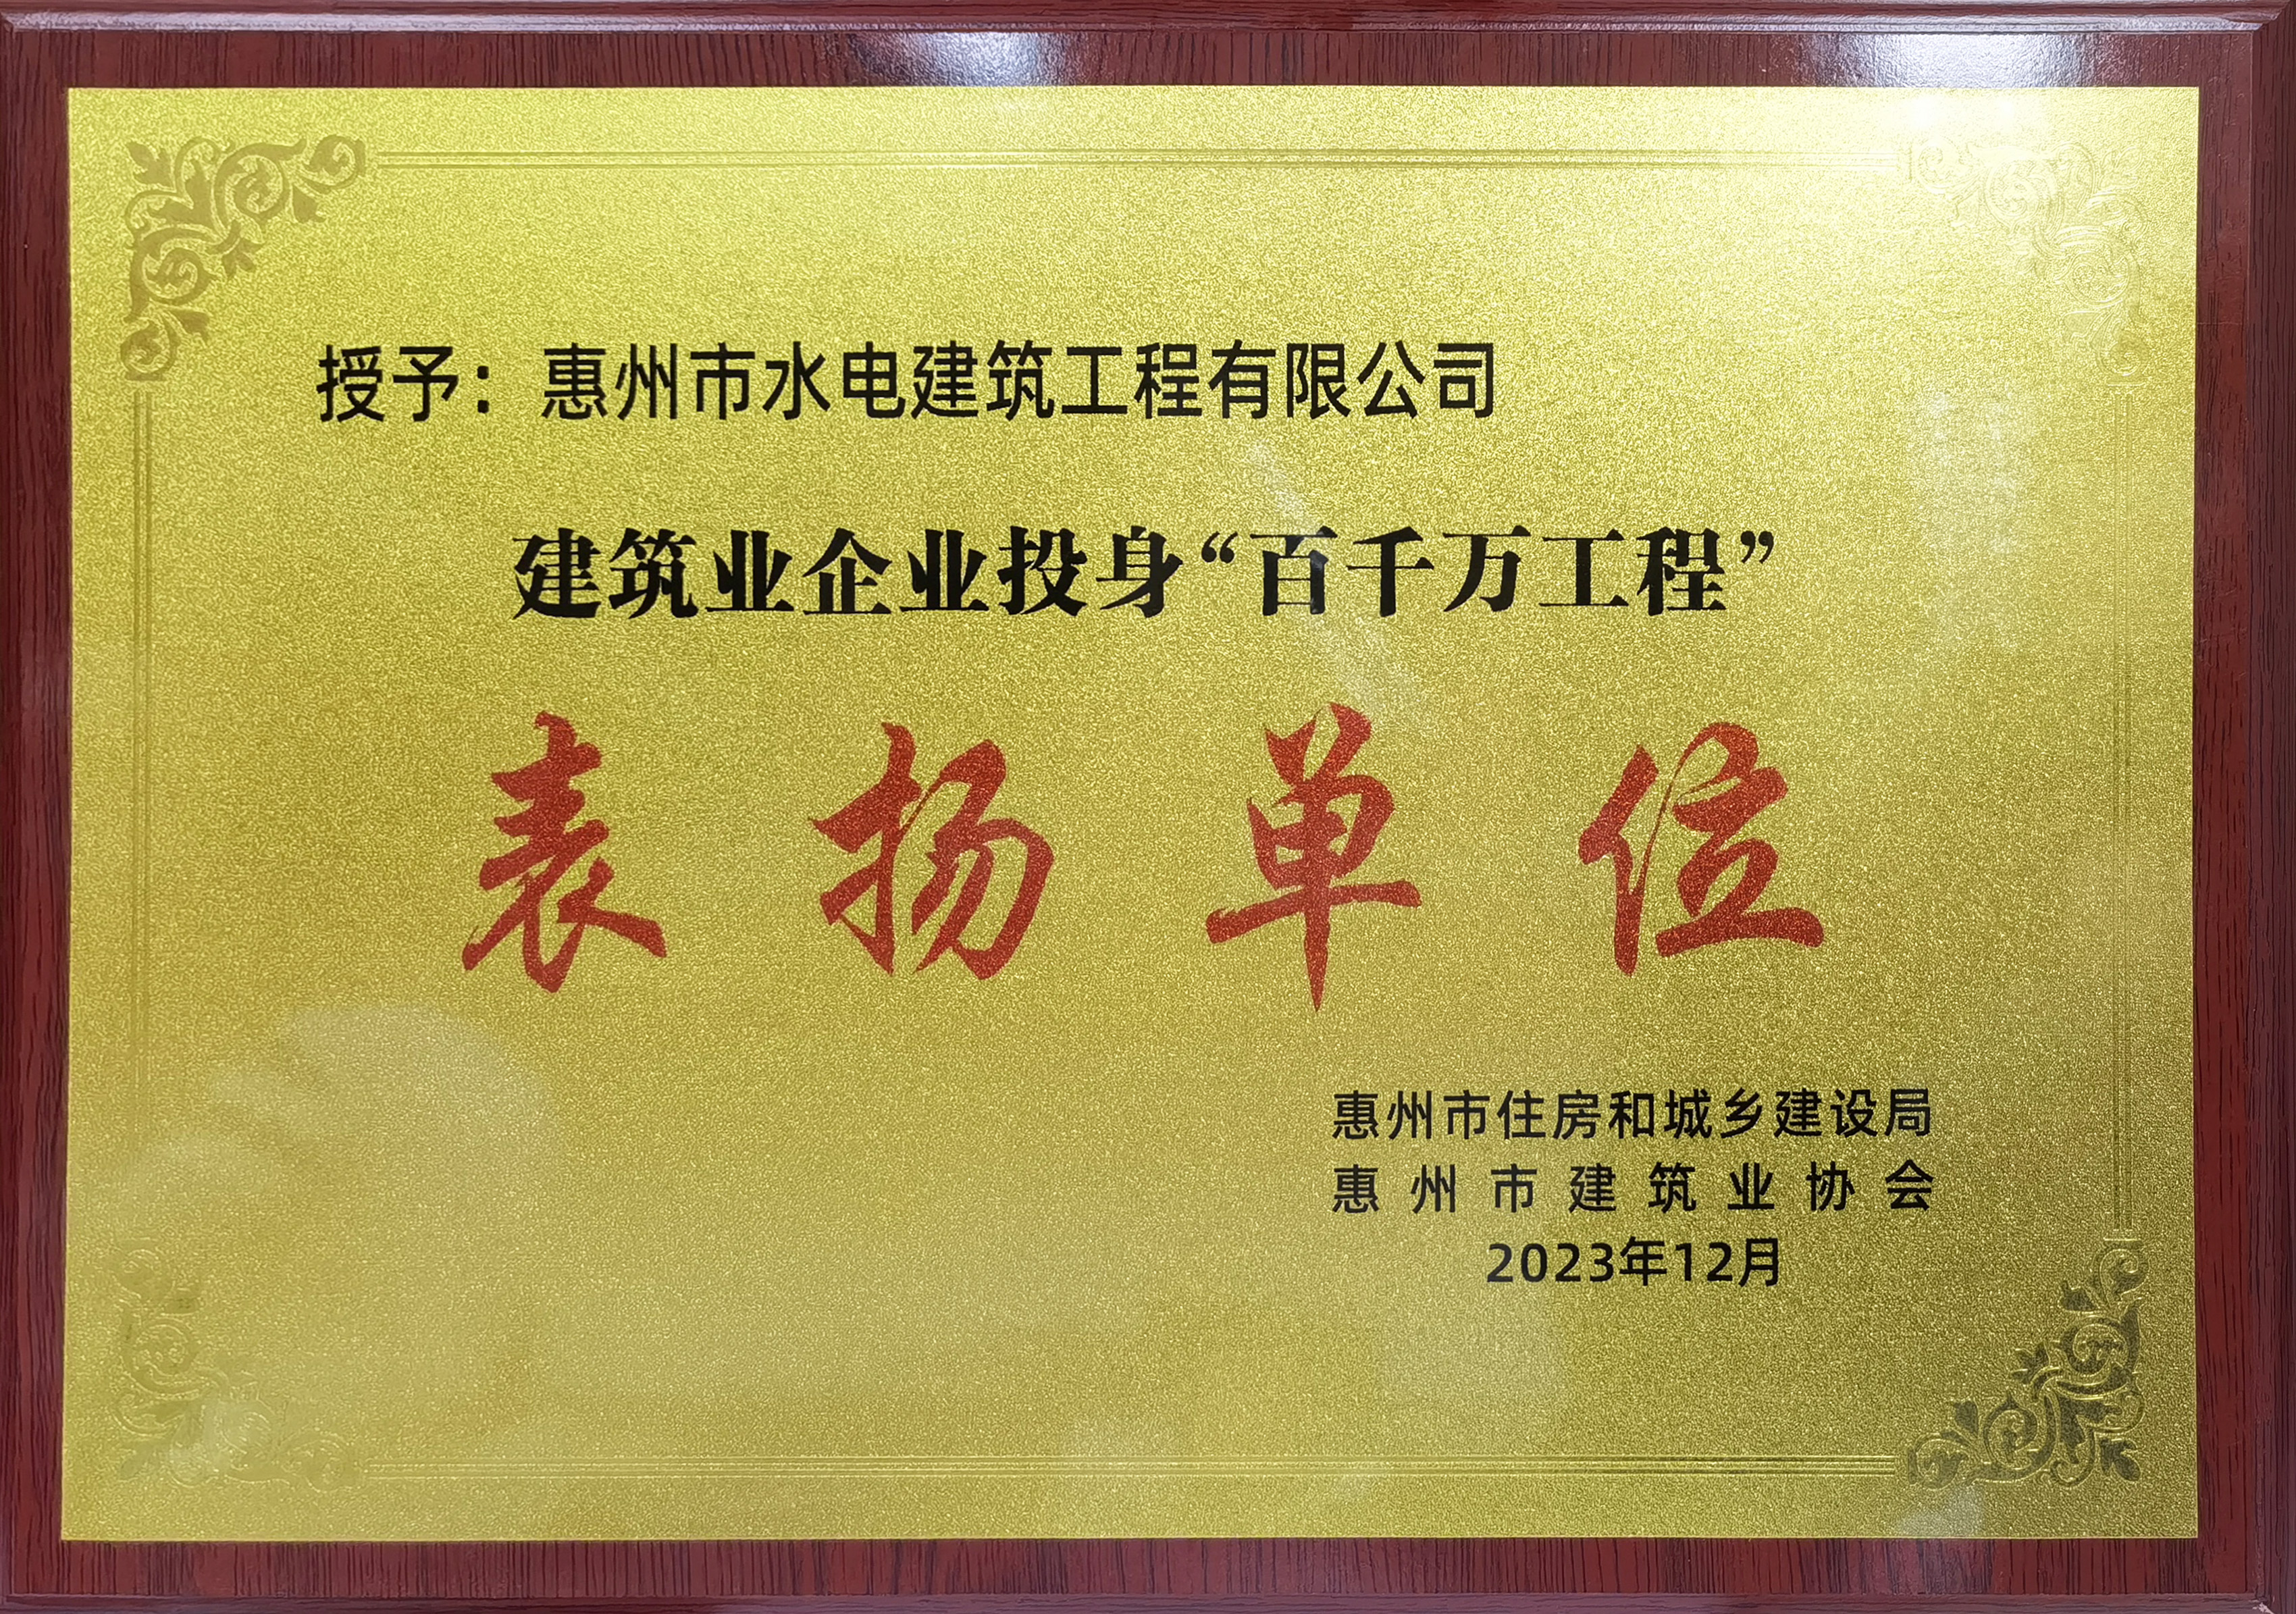 授予：惠州市水电建筑工程有限公司
建筑业企业投身“百千万工程”
表扬单位
惠州市住房和城乡建设局
惠州市建筑业协会
2023年12月